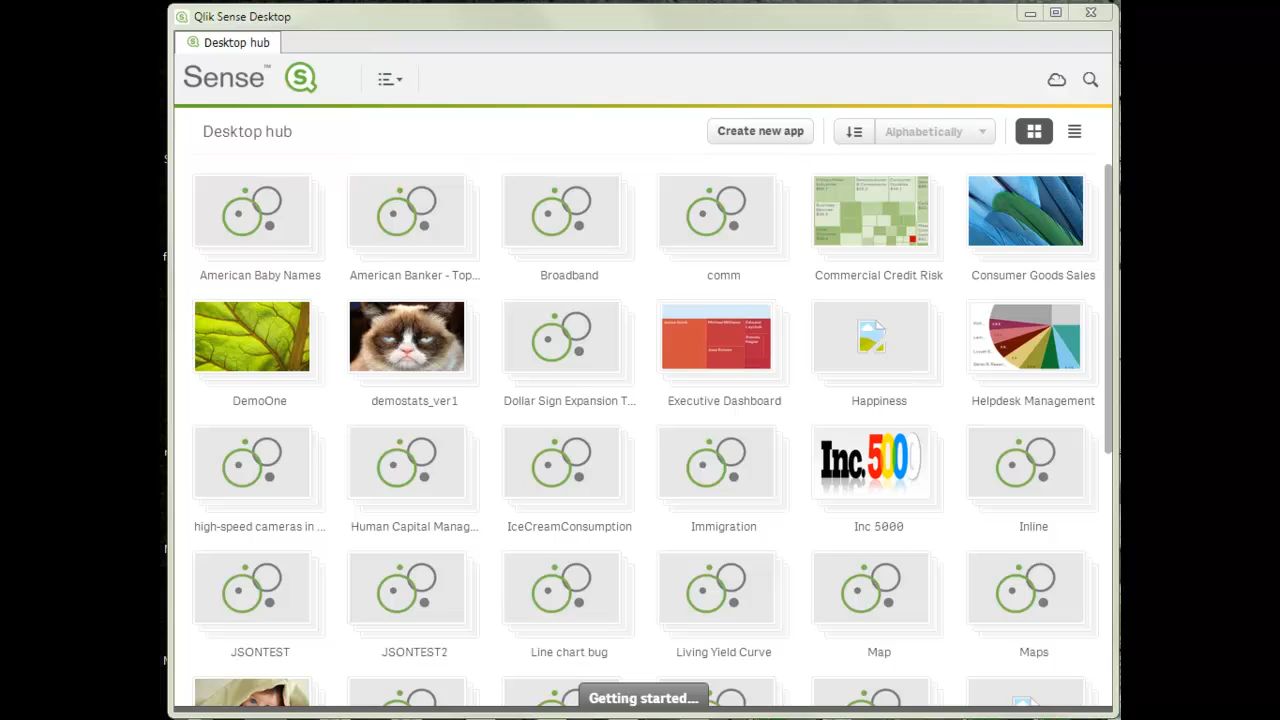 Qlik Sense Desktop
Desktop hub
Sense™
Desktop hub
Create new app
Alphabetically
American Baby Names
American Banker - Top...
Broadband
comm
Commercial Credit Risk
Consumer Goods Sales
DemoOne
demostats_ver1
Dollar Sign Expansion T...
Executive Dashboard
Happiness
Helpdesk Management
Inc.5000
high-speed cameras in ...
Human Capital Manag...
IceCreamConsumption
Immigration
Inc 5000
Inline
JSONTEST
JSONTEST2
Line chart bug
Living Yield Curve
Map
Maps
Getting started...